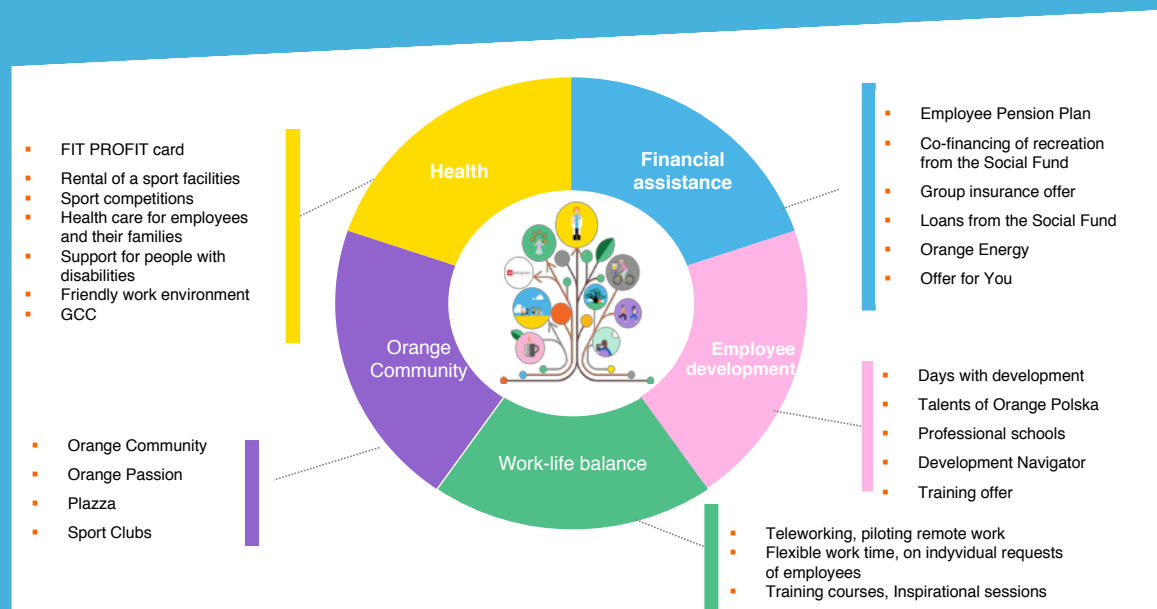 FIT PROFIT card
Rental of a sport facilities
Sport competitions
Health care for employees
and their families
Support for people with
disabilities
Friendly work environment
GCC
Health
Financial
assistance
Employee Pension Plan
Co-financing of recreation
from the Social Fund
Group insurance offer
Loans from the Social Fund
Orange Energy
Offer for You
Orange
Community
Employee
development
Orange Community
Orange Passion
Plazza
Sport Clubs
Work-life balance
Days with development
Talents of Orange Polska
Professional schools
Development Navigator
Training offer
Teleworking, piloting remote work
Flexible work time, on indyvidual requests
of employees
Training courses, Inspirational sessions